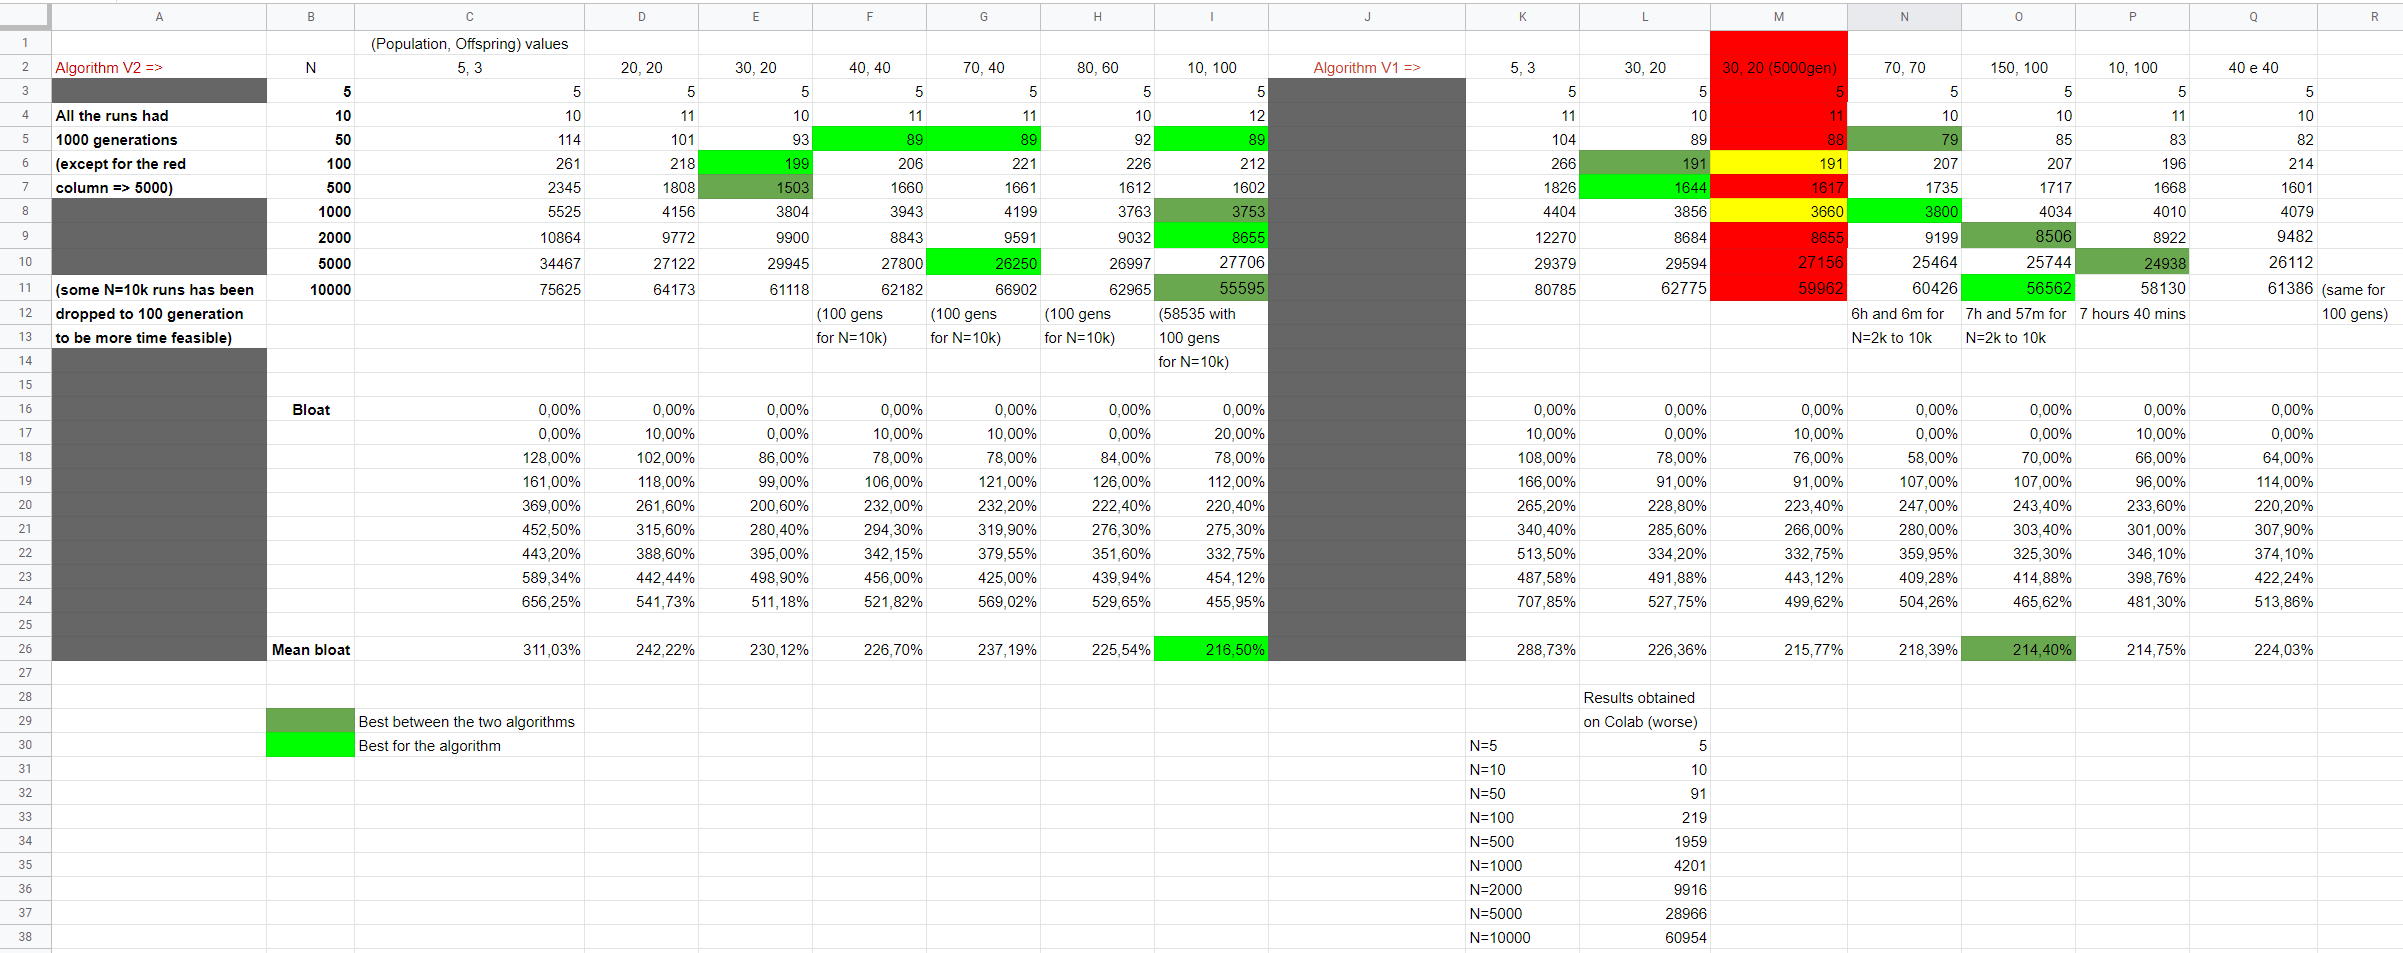 A B C D E F G H I J K L M N O P Q R
1 (Population, Offspring) values
2 Algorithm V2 => N 5, 3 20, 20 30, 20 40, 40 70, 40 80, 60 10, 100 Algorithm V1 => 5, 3 30, 20 30, 20 (5000gen) 70, 70 150, 100 10, 100 40 e 40
3 5 5 5 5 5 5 5 5 5 5 5 5 5 5 5
4 All the runs had 10 10 11 10 11 11 10 12 11 10 11 10 10 11 10
5 1000 generations 50 114 101 93 89 89 92 89 104 89 88 79 85 83 82
6 (except for the red 100 261 218 199 206 221 226 212 266 191 191 207 207 196 214
7 column => 5000) 500 2345 1808 1503 1660 1661 1612 1602 1826 1644 1617 1735 1717 1668 1601
8 1000 5525 4156 3804 3943 4199 3763 3753 4404 3856 3660 3800 4034 4010 4079
9 2000 10864 9772 9900 8843 9591 9032 8655 12270 8684 8655 9199 8506 8922 9482
10 5000 34467 27122 29945 27800 26250 26997 27706 29379 29594 27156 25464 25744 24938 26112
11 (some N=10k runs has been 10000 75625 64173 61118 62182 66902 62965 55595 80785 62775 59962 60426 56562 58130 61386 (same for
12 dropped to 100 generation (100 gens (100 gens (100 gens (58535 with 6h and 6m for 7h and 57m for 7 hours 40 mins 100 gens)
13 to be more time feasible) for N=10k) for N=10k) for N=10k) 100 gens N=2k to 10k N=2k to 10k
14 for N=10k)
15
16 Bloat 0,00% 0,00% 0,00% 0,00% 0,00% 0,00% 0,00% 0,00% 0,00% 0,00% 0,00% 0,00% 0,00% 0,00%
17 0,00% 10,00% 0,00% 10,00% 10,00% 0,00% 20,00% 10,00% 0,00% 10,00% 0,00% 0,00% 10,00% 0,00%
18 128,00% 102,00% 86,00% 78,00% 78,00% 84,00% 78,00% 108,00% 78,00% 76,00% 58,00% 70,00% 66,00% 64,00%
19 161,00% 118,00% 99,00% 106,00% 121,00% 126,00% 112,00% 166,00% 91,00% 91,00% 107,00% 107,00% 96,00% 114,00%
20 369,00% 261,60% 200,60% 232,00% 232,20% 222,40% 220,40% 265,20% 228,80% 223,40% 247,00% 243,40% 233,60% 220,20%
21 452,50% 315,60% 280,40% 294,30% 319,90% 276,30% 275,30% 340,40% 285,60% 266,00% 280,00% 303,40% 301,00% 307,90%
22 443,20% 388,60% 395,00% 342,15% 379,55% 351,60% 332,75% 513,50% 334,20% 332,75% 359,95% 325,30% 346,10% 374,10%
23 589,34% 442,44% 498,90% 456,00% 425,00% 439,94% 454,12% 487,58% 491,88% 443,12% 409,28% 414,88% 398,76% 422,24%
24 656,25% 541,73% 511,18% 521,82% 569,02% 529,65% 455,95% 707,85% 527,75% 499,62% 504,26% 465,62% 481,30% 513,86%
25
26 Mean bloat 311,03% 242,22% 230,12% 226,70% 237,19% 225,54% 216,50% 288,73% 226,36% 215,77% 218,39% 214,40% 214,75% 224,03%
27
28 Results obtained
29 Best between the two algorithms on Colab (worse)
30 Best for the algorithm N=5 5
31 N=10 10
32 N=50 91
33 N=100 219
34 N=500 1959
35 N=1000 4201
36 N=2000 9916
37 N=5000 28966
38 N=10000 60954